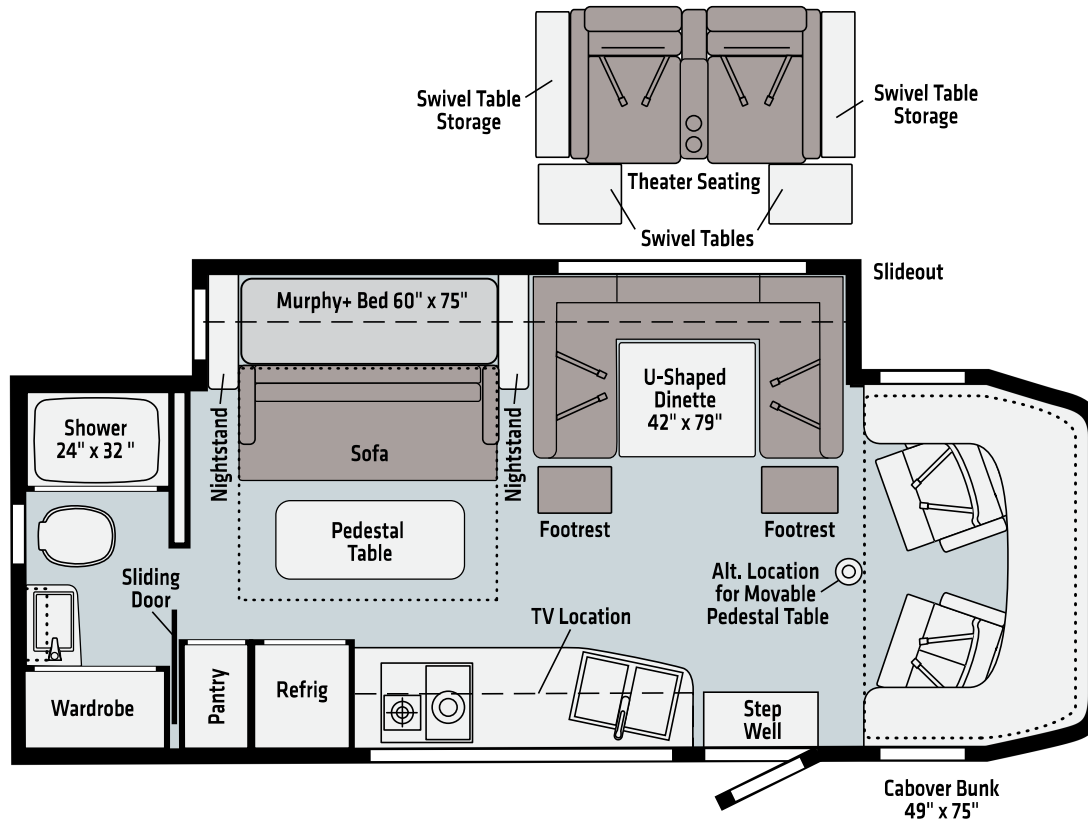 Swivel Table
Storage
Swivel Table
Storage
Theater Seating
Swivel Tables
Slideout
Murphy+ Bed 60" x 75"
U-Shaped
Dinette
42" x 79"
Shower
24" x 32 "
Nightstand
Sofa
Nightstand
Footrest
Footrest
Pedestal
Table
Sliding
Door
Alt. Location
for Movable
Pedestal Table
TV Location
Wardrobe
Pantry
Refrig
Step
Well
Cabover Bunk
49" x 75"